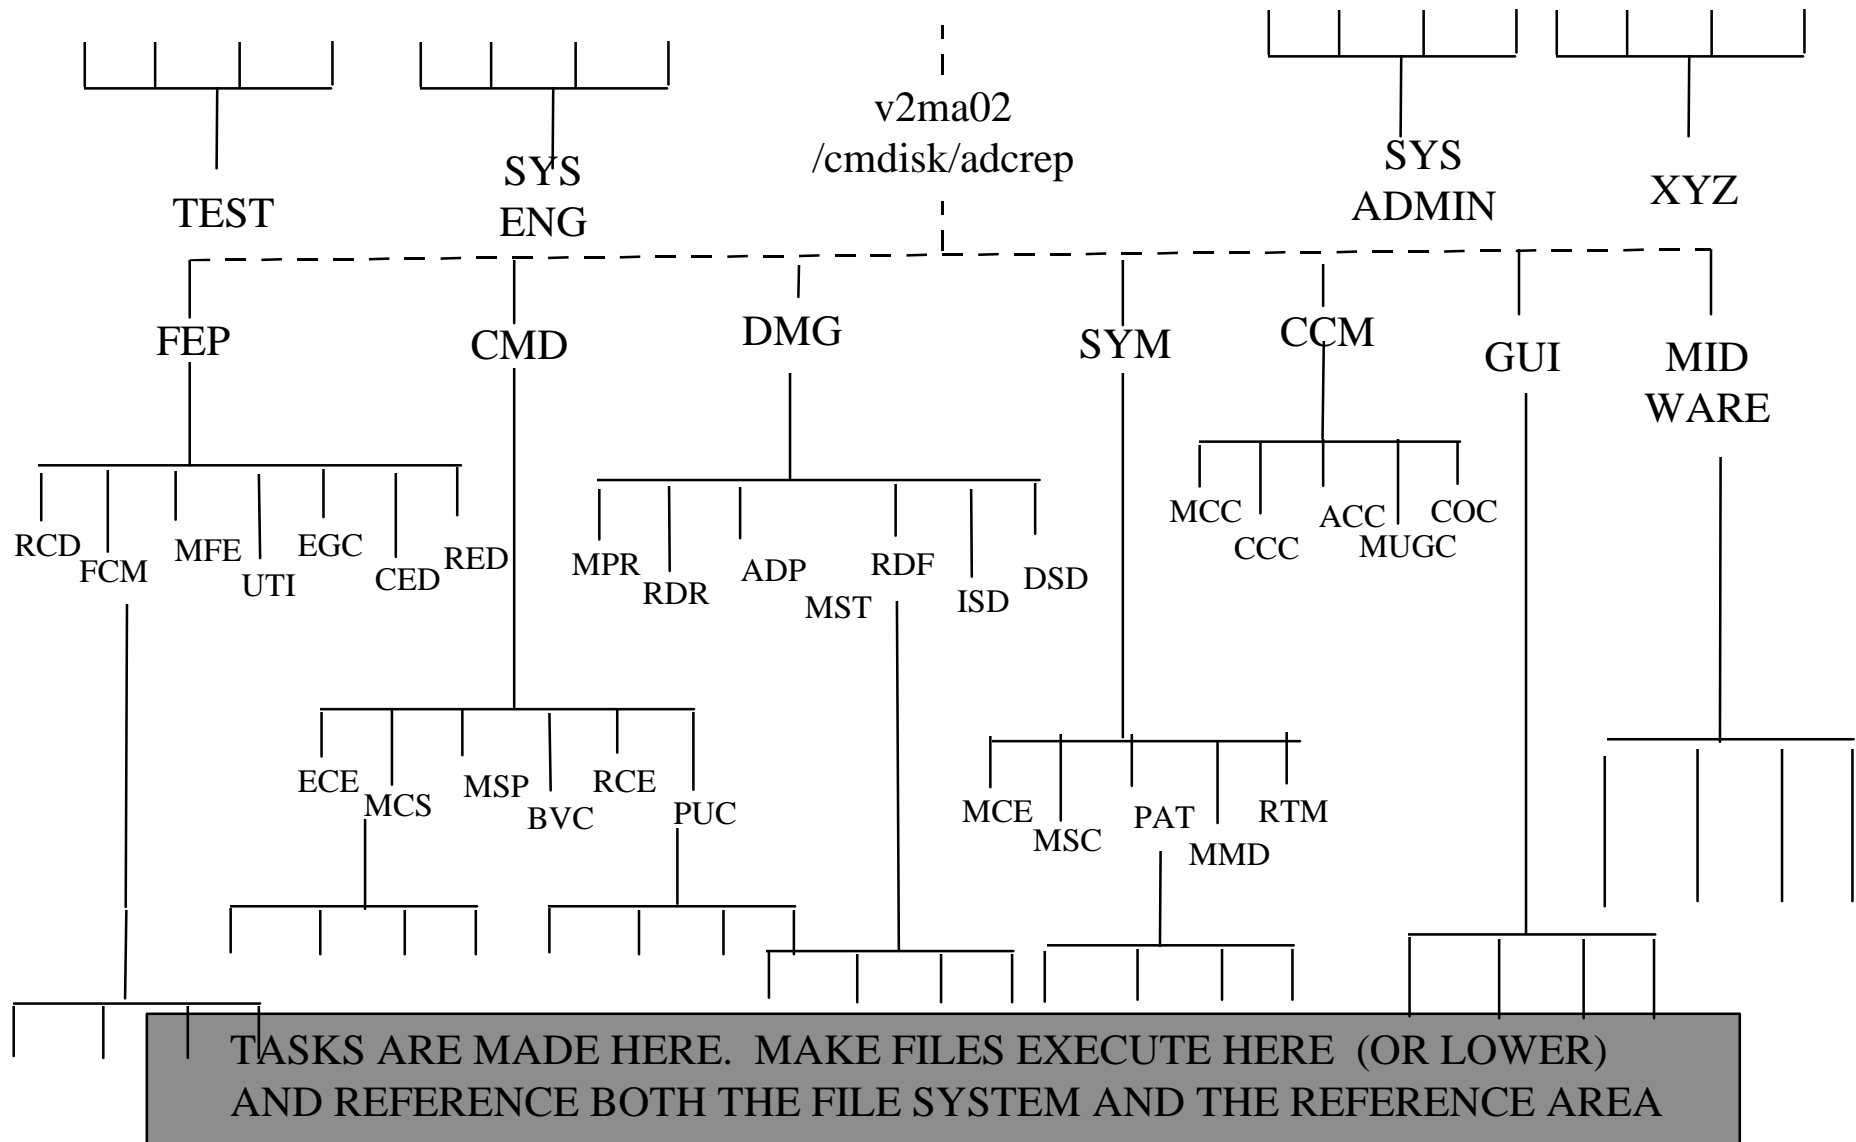 v2ma02
/cmdisk/adcrep
TEST
SYS
ENG
SYS
ADMIN
XYZ
FEP
CMD
DMG
SYM
CCM
GUI
MID
WARE
RCD
FCM
MFE
UTI
EGC
CED
RED
MPR
RDR
ADP
MST
RDF
ISD
DSD
MCC
CCC
ACC
MUGC
COC
ECE
MCS
MSP
BVC
RCE
PUC
MCE
MSC
PAT
MMD
RTM
TASKS ARE MADE HERE.  MAKE FILES EXECUTE HERE  (OR LOWER)
AND REFERENCE BOTH THE FILE SYSTEM AND THE REFERENCE AREA